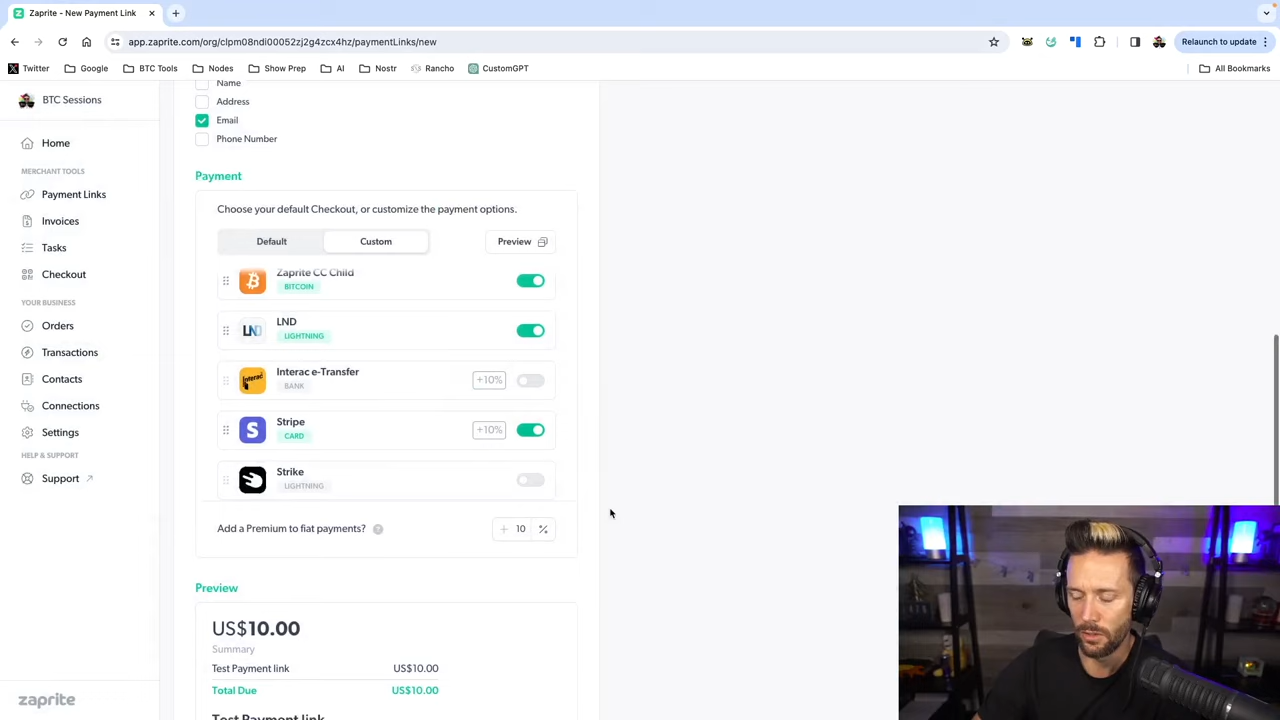 Zaprite - New Payment Link
app.zaprite.com/org/clpm08ndi00052zj2g4zcx4hz/paymentLinks/new
Relaunch to update
Twitter
Google
BTC Tools
Nodes
Show Prep
AI
Nostr
Rancho
CustomGPT
All Bookmarks
BTC Sessions
Home
MERCHANT TOOLS
Payment Links
Invoices
Tasks
Checkout
YOUR BUSINESS
Orders
Transactions
Contacts
Connections
Settings
HELP & SUPPORT
Support
zaprite
Name
Address
Email
Phone Number
Payment
Choose your default Checkout, or customize the payment options.
Default
Custom
Preview
Zaprite CC Child
BITCOIN
LND
LND
LIGHTNING
Interac
Interac e-Transfer
BANK
+10%
S
Stripe
CARD
+10%
Strike
LIGHTNING
Add a Premium to fiat payments?
?
+ 10 %
Preview
US$10.00
Summary
Test Payment link US$10.00
Total Due US$10.00
Test Payment link